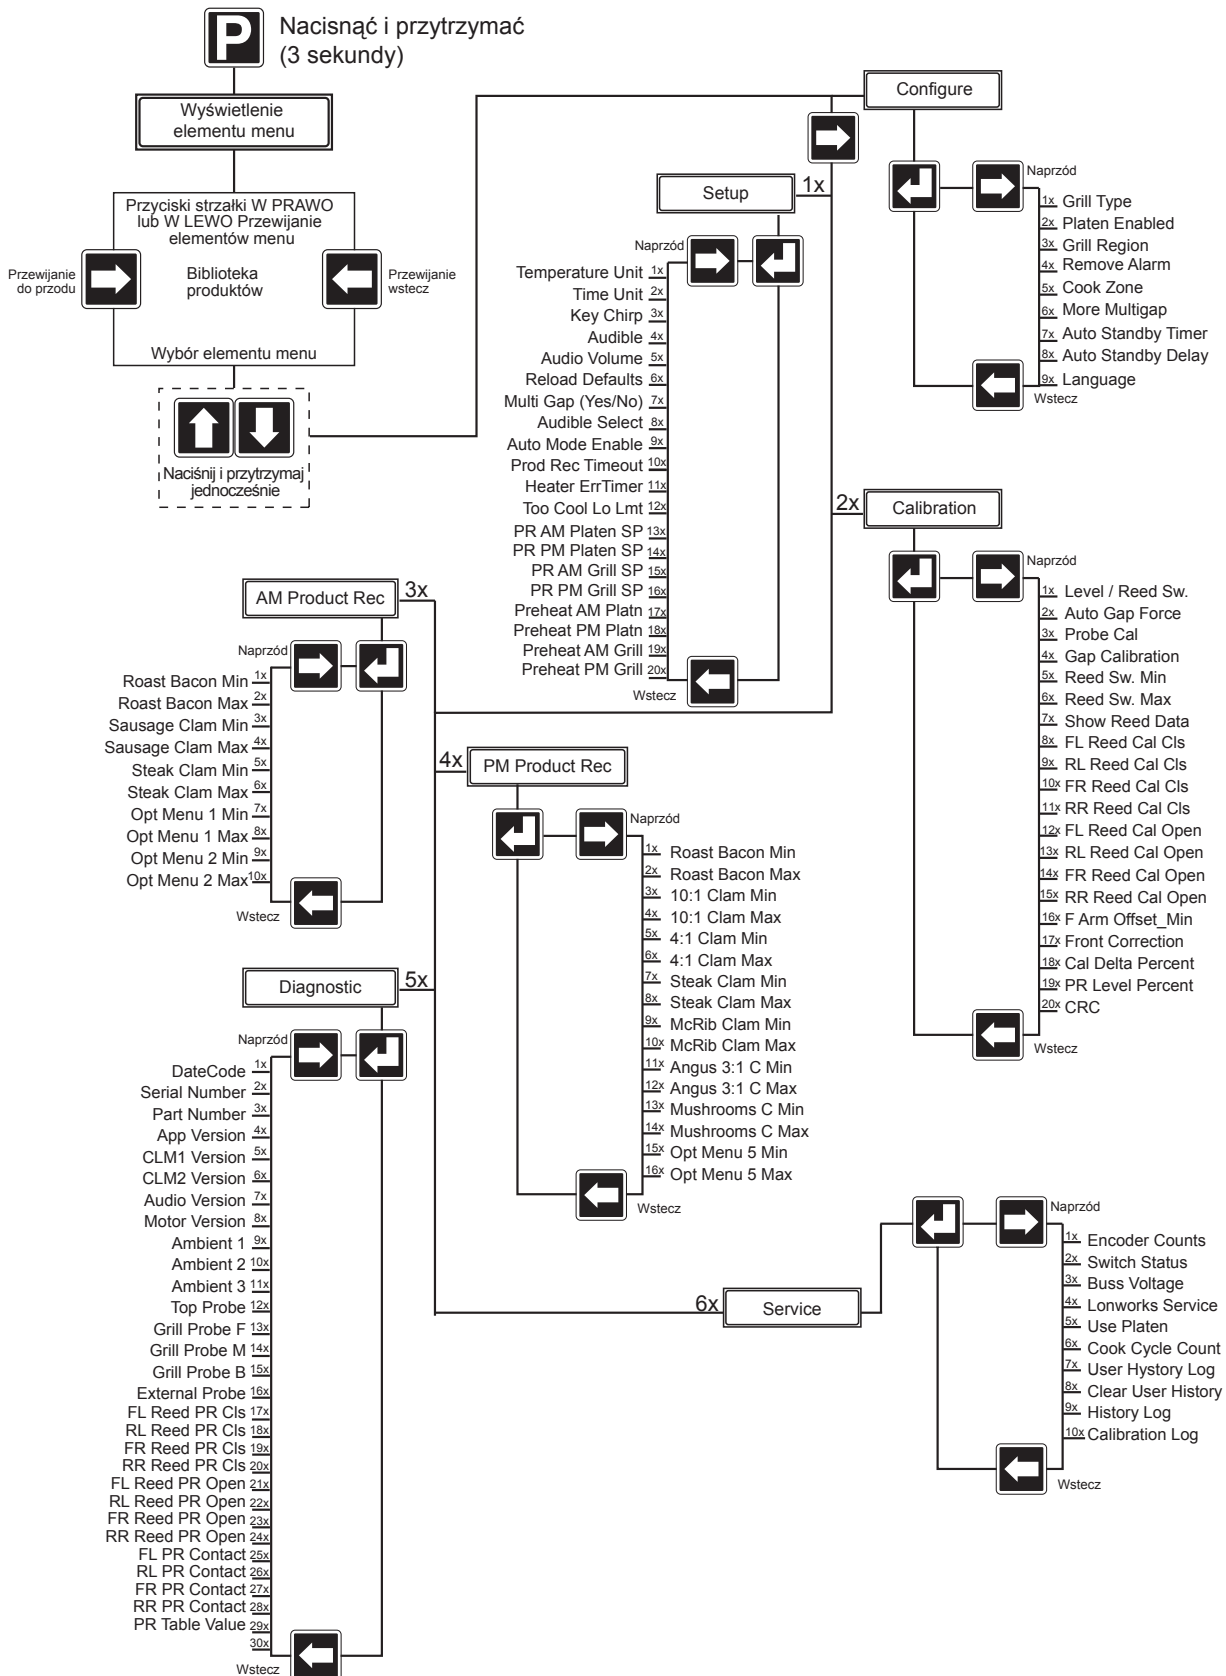 P
Nacisnąć i przytrzymać
(3 sekundy)
Wyświetlenie
elementu menu
Przyciski strzałki W PRAWO
lub W LEWO Przewijanie
elementów menu
Przewijanie
do przodu
Biblioteka
produktów
Przewijanie
wstecz
Wybór elementu menu
Naciśnij i przytrzymaj
jednocześnie
Configure
Naprzód
1x Grill Type
2x Platen Enabled
3x Grill Region
4x Remove Alarm
5x Cook Zone
6x More Multigap
7x Auto Standby Timer
8x Auto Standby Delay
9x Language
Wstecz
Setup 1x
Naprzód
Temperature Unit 1x
Time Unit 2x
Key Chirp 3x
Audible 4x
Audio Volume 5x
Reload Defaults 6x
Multi Gap (Yes/No) 7x
Audible Select 8x
Auto Mode Enable 9x
Prod Rec Timeout 10x
Heater ErrTimer 11x
Too Cool Lo Lmt 12x
PR AM Platen SP 13x
PR PM Platen SP 14x
PR AM Grill SP 15x
PR PM Grill SP 16x
Preheat AM Platn 17x
Preheat PM Platn 18x
Preheat AM Grill 19x
Preheat PM Grill 20x
Wstecz
2x Calibration
Naprzód
1x Level / Reed Sw.
2x Auto Gap Force
3x Probe Cal
4x Gap Calibration
5x Reed Sw. Min
6x Reed Sw. Max
7x Show Reed Data
8x FL Reed Cal Cls
9x RL Reed Cal Cls
10x FR Reed Cal Cls
11x RR Reed Cal Cls
12x FL Reed Cal Open
13x RL Reed Cal Open
14x FR Reed Cal Open
15x RR Reed Cal Open
16x F Arm Offset_Min
17x Front Correction
18x Cal Delta Percent
19x PR Level Percent
20x CRC
Wstecz
AM Product Rec 3x
Naprzód
Roast Bacon Min 1x
Roast Bacon Max 2x
Sausage Clam Min 3x
Sausage Clam Max 4x
Steak Clam Min 5x
Steak Clam Max 6x
Opt Menu 1 Min 7x
Opt Menu 1 Max 8x
Opt Menu 2 Min 9x
Opt Menu 2 Max 10x
Wstecz
4x PM Product Rec
Naprzód
1x Roast Bacon Min
2x Roast Bacon Max
3x 10:1 Clam Min
4x 10:1 Clam Max
5x 4:1 Clam Min
6x 4:1 Clam Max
7x Steak Clam Min
8x Steak Clam Max
9x McRib Clam Min
10x McRib Clam Max
11x Angus 3:1 C Min
12x Angus 3:1 C Max
13x Mushrooms C Min
14x Mushrooms C Max
15x Opt Menu 5 Min
16x Opt Menu 5 Max
Wstecz
Diagnostic 5x
Naprzód
DateCode 1x
Serial Number 2x
Part Number 3x
App Version 4x
CLM1 Version 5x
CLM2 Version 6x
Audio Version 7x
Motor Version 8x
Ambient 1 9x
Ambient 2 10x
Ambient 3 11x
Top Probe 12x
Grill Probe F 13x
Grill Probe M 14x
Grill Probe B 15x
External Probe 16x
FL Reed PR Cls 17x
RL Reed PR Cls 18x
FR Reed PR Cls 19x
RR Reed PR Cls 20x
FL Reed PR Open 21x
RL Reed PR Open 22x
FR Reed PR Open 23x
RR Reed PR Open 24x
FL PR Contact 25x
RL PR Contact 26x
FR PR Contact 27x
RR PR Contact 28x
PR Table Value 29x
30x
Wstecz
6x Service
Naprzód
1x Encoder Counts
2x Switch Status
3x Buss Voltage
4x Lonworks Service
5x Use Platen
6x Cook Cycle Count
7x User Hystory Log
8x Clear User History
9x History Log
10x Calibration Log
Wstecz